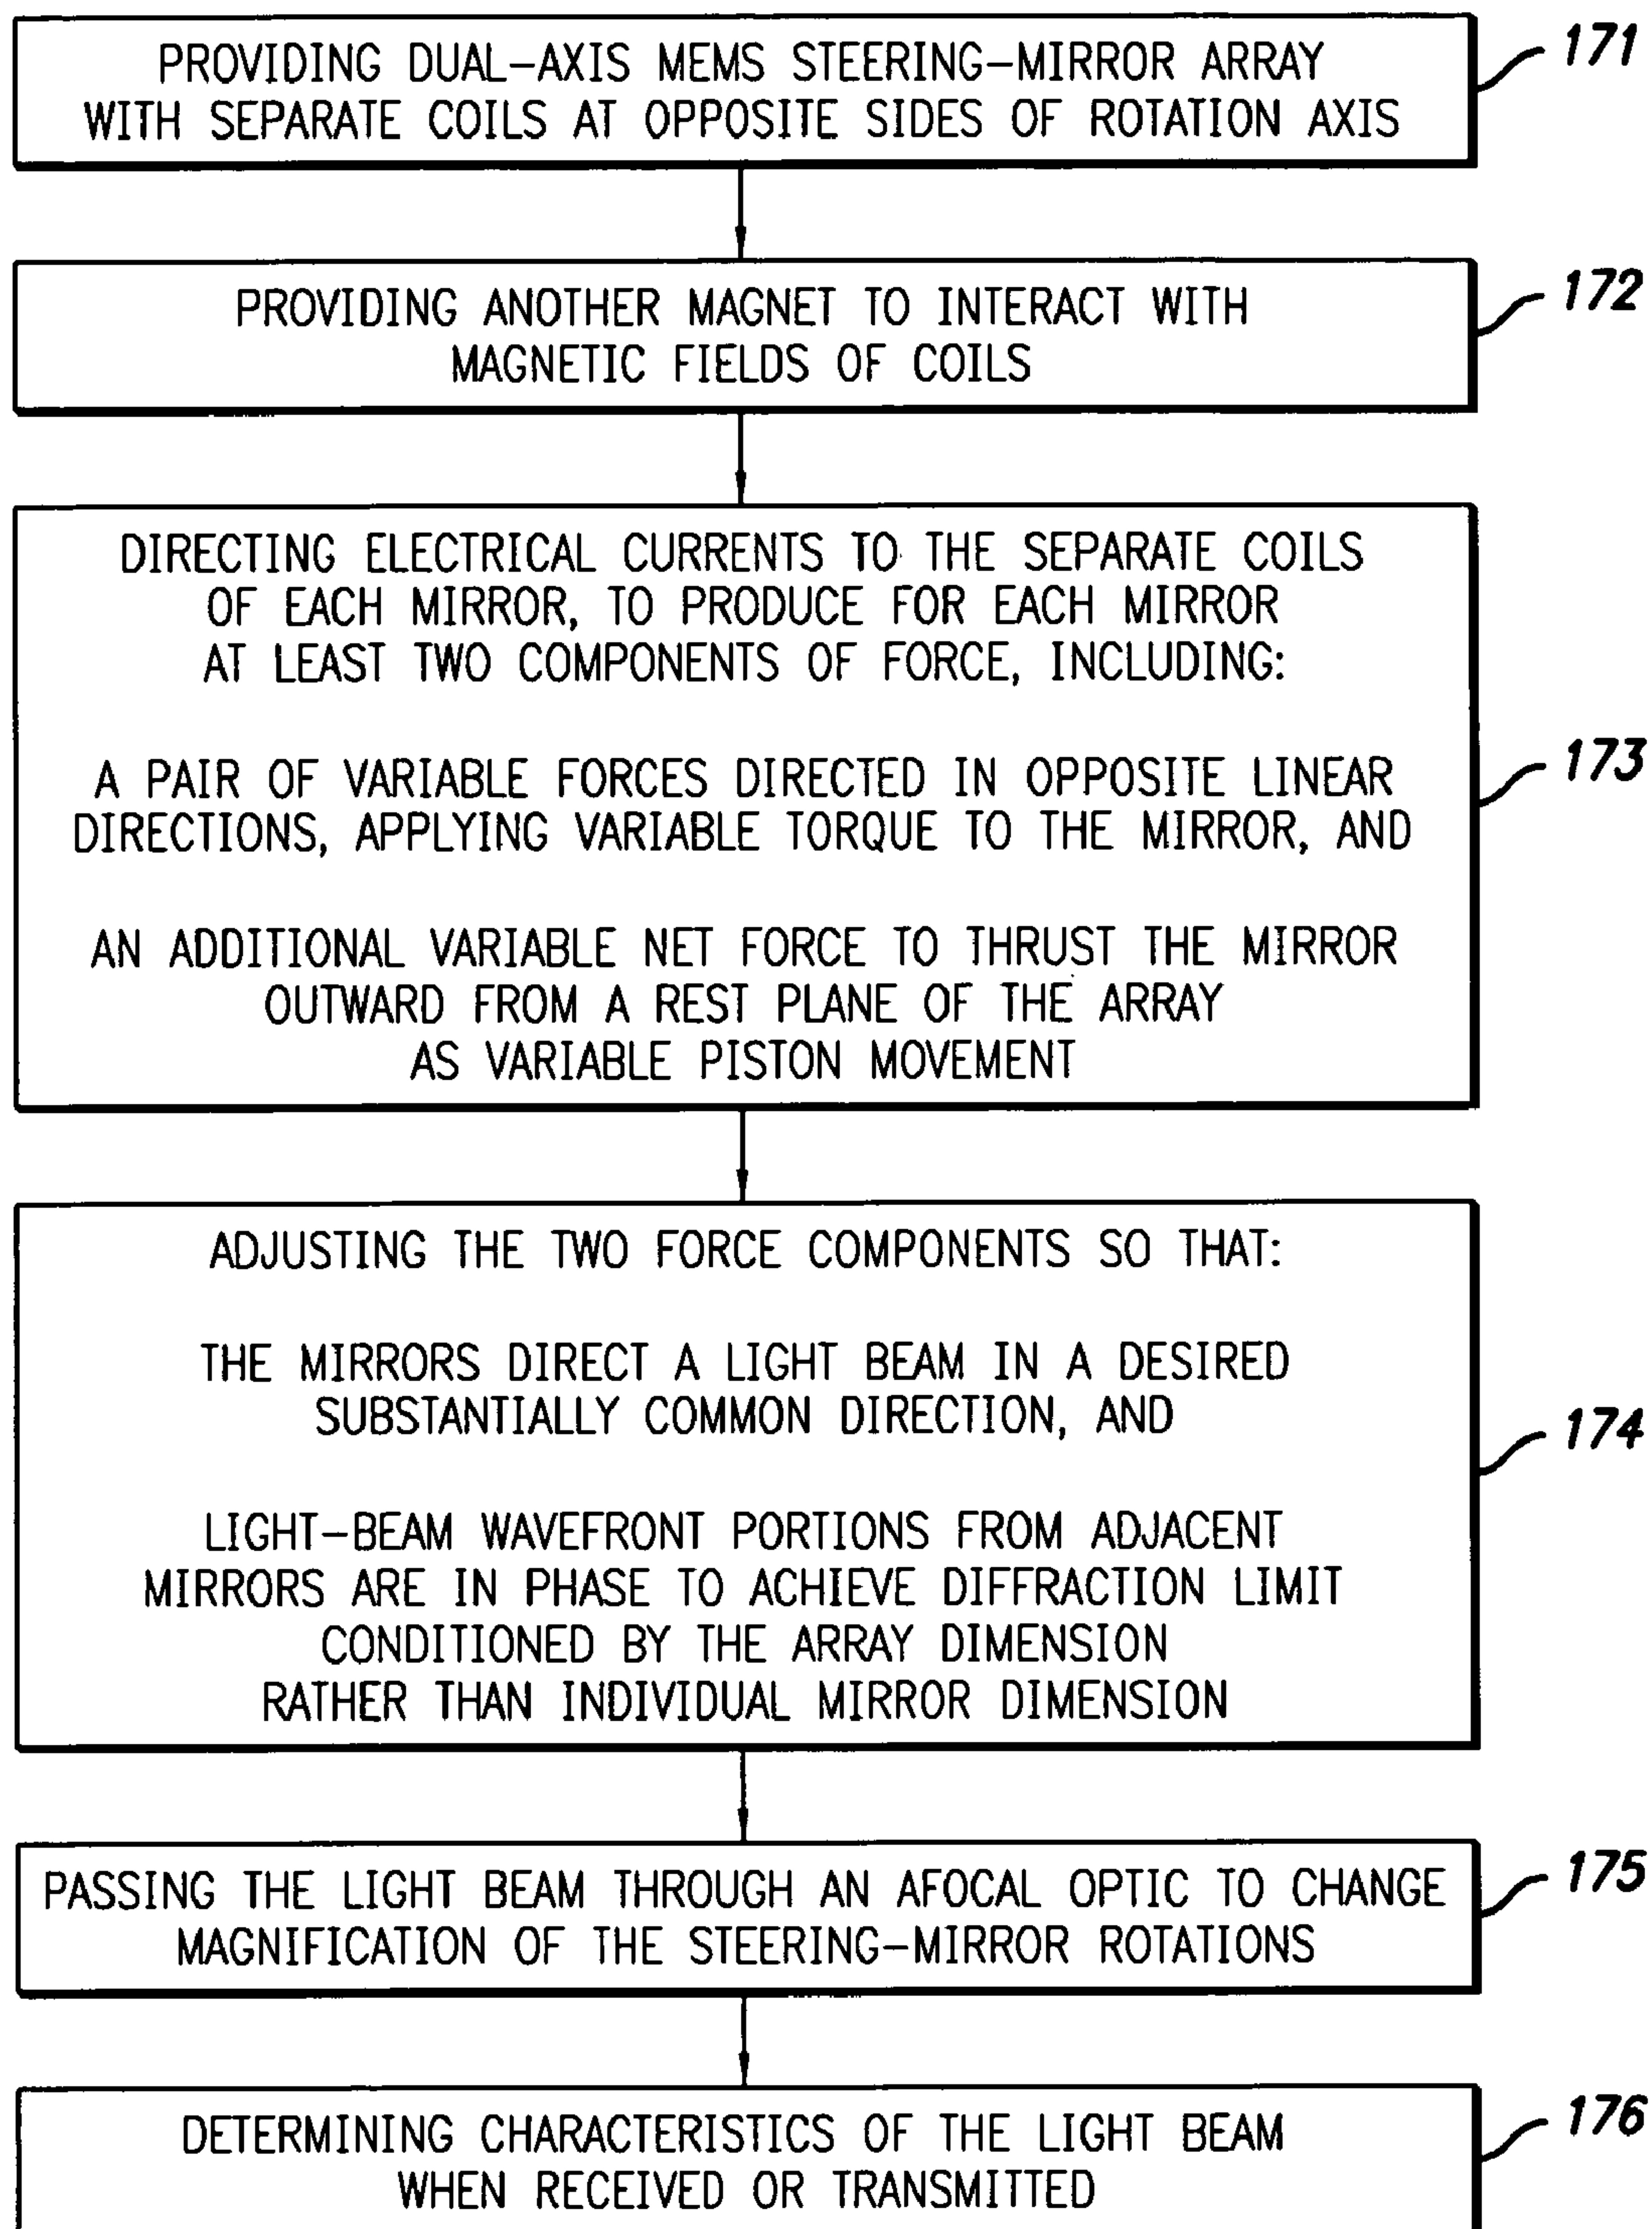 PROVIDING DUAL-AXIS MEMS STEERING-MIRROR ARRAY
WITH SEPARATE COILS AT OPPOSITE SIDES OF ROTATION AXIS
171
PROVIDING ANOTHER MAGNET TO INTERACT WITH
MAGNETIC FIELDS OF COILS
172
DIRECTING ELECTRICAL CURRENTS TO THE SEPARATE COILS
OF EACH MIRROR, TO PRODUCE FOR EACH MIRROR
AT LEAST TWO COMPONENTS OF FORCE, INCLUDING:
A PAIR OF VARIABLE FORCES DIRECTED IN OPPOSITE LINEAR
DIRECTIONS, APPLYING VARIABLE TORQUE TO THE MIRROR, AND
AN ADDITIONAL VARIABLE NET FORCE TO THRUST THE MIRROR
OUTWARD FROM A REST PLANE OF THE ARRAY
AS VARIABLE PISTON MOVEMENT
173
ADJUSTING THE TWO FORCE COMPONENTS SO THAT:
THE MIRRORS DIRECT A LIGHT BEAM IN A DESIRED
SUBSTANTIALLY COMMON DIRECTION, AND
LIGHT-BEAM WAVEFRONT PORTIONS FROM ADJACENT
MIRRORS ARE IN PHASE TO ACHIEVE DIFFRACTION LIMIT
CONDITIONED BY THE ARRAY DIMENSION
RATHER THAN INDIVIDUAL MIRROR DIMENSION
174
PASSING THE LIGHT BEAM THROUGH AN AFOCAL OPTIC TO CHANGE
MAGNIFICATION OF THE STEERING-MIRROR ROTATIONS
175
DETERMINING CHARACTERISTICS OF THE LIGHT BEAM
WHEN RECEIVED OR TRANSMITTED
176